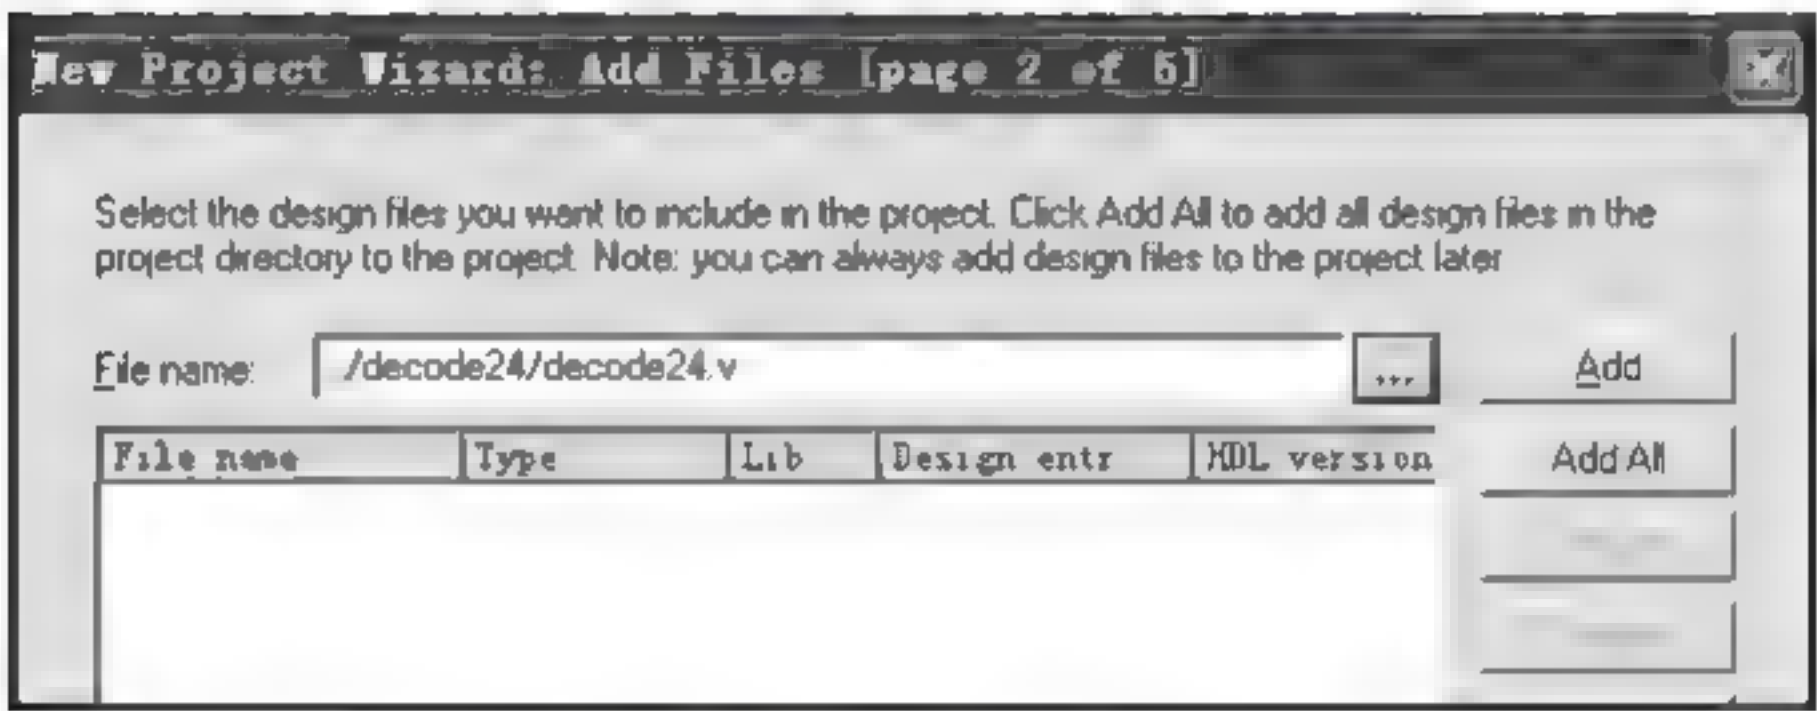 New Project Wizard: Add Files [page 2 of 5]
Select the design files you want to include in the project. Click Add All to add all design files in the
project directory to the project. Note: you can always add design files to the project later
File name: /decode24/decode24.v ... Add
File name Type Lib Design entr HDL version Add All